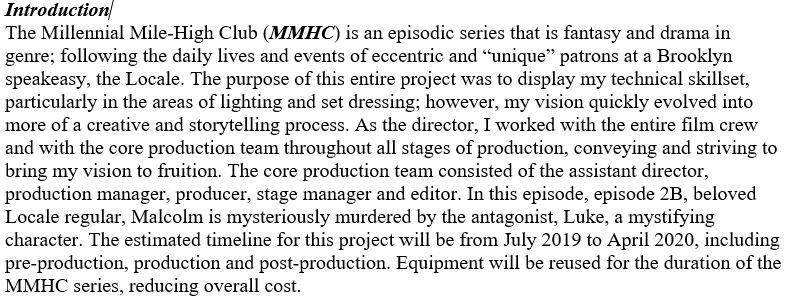 Introduction
The Millennial Mile-High Club (MMHC) is an episodic series that is fantasy and drama in
genre; following the daily lives and events of eccentric and “unique” patrons at a Brooklyn
speakeasy, the Locale. The purpose of this entire project was to display my technical skillset,
particularly in the areas of lighting and set dressing; however, my vision quickly evolved into
more of a creative and storytelling process. As the director, I worked with the entire film crew
and with the core production team throughout all stages of production, conveying and striving to
bring my vision to fruition. The core production team consisted of the assistant director,
production manager, producer, stage manager and editor. In this episode, episode 2B, beloved
Locale regular, Malcolm is mysteriously murdered by the antagonist, Luke, a mystifying
character. The estimated timeline for this project will be from July 2019 to April 2020, including
pre-production, production and post-production. Equipment will be reused for the duration of the
MMHC series, reducing overall cost.